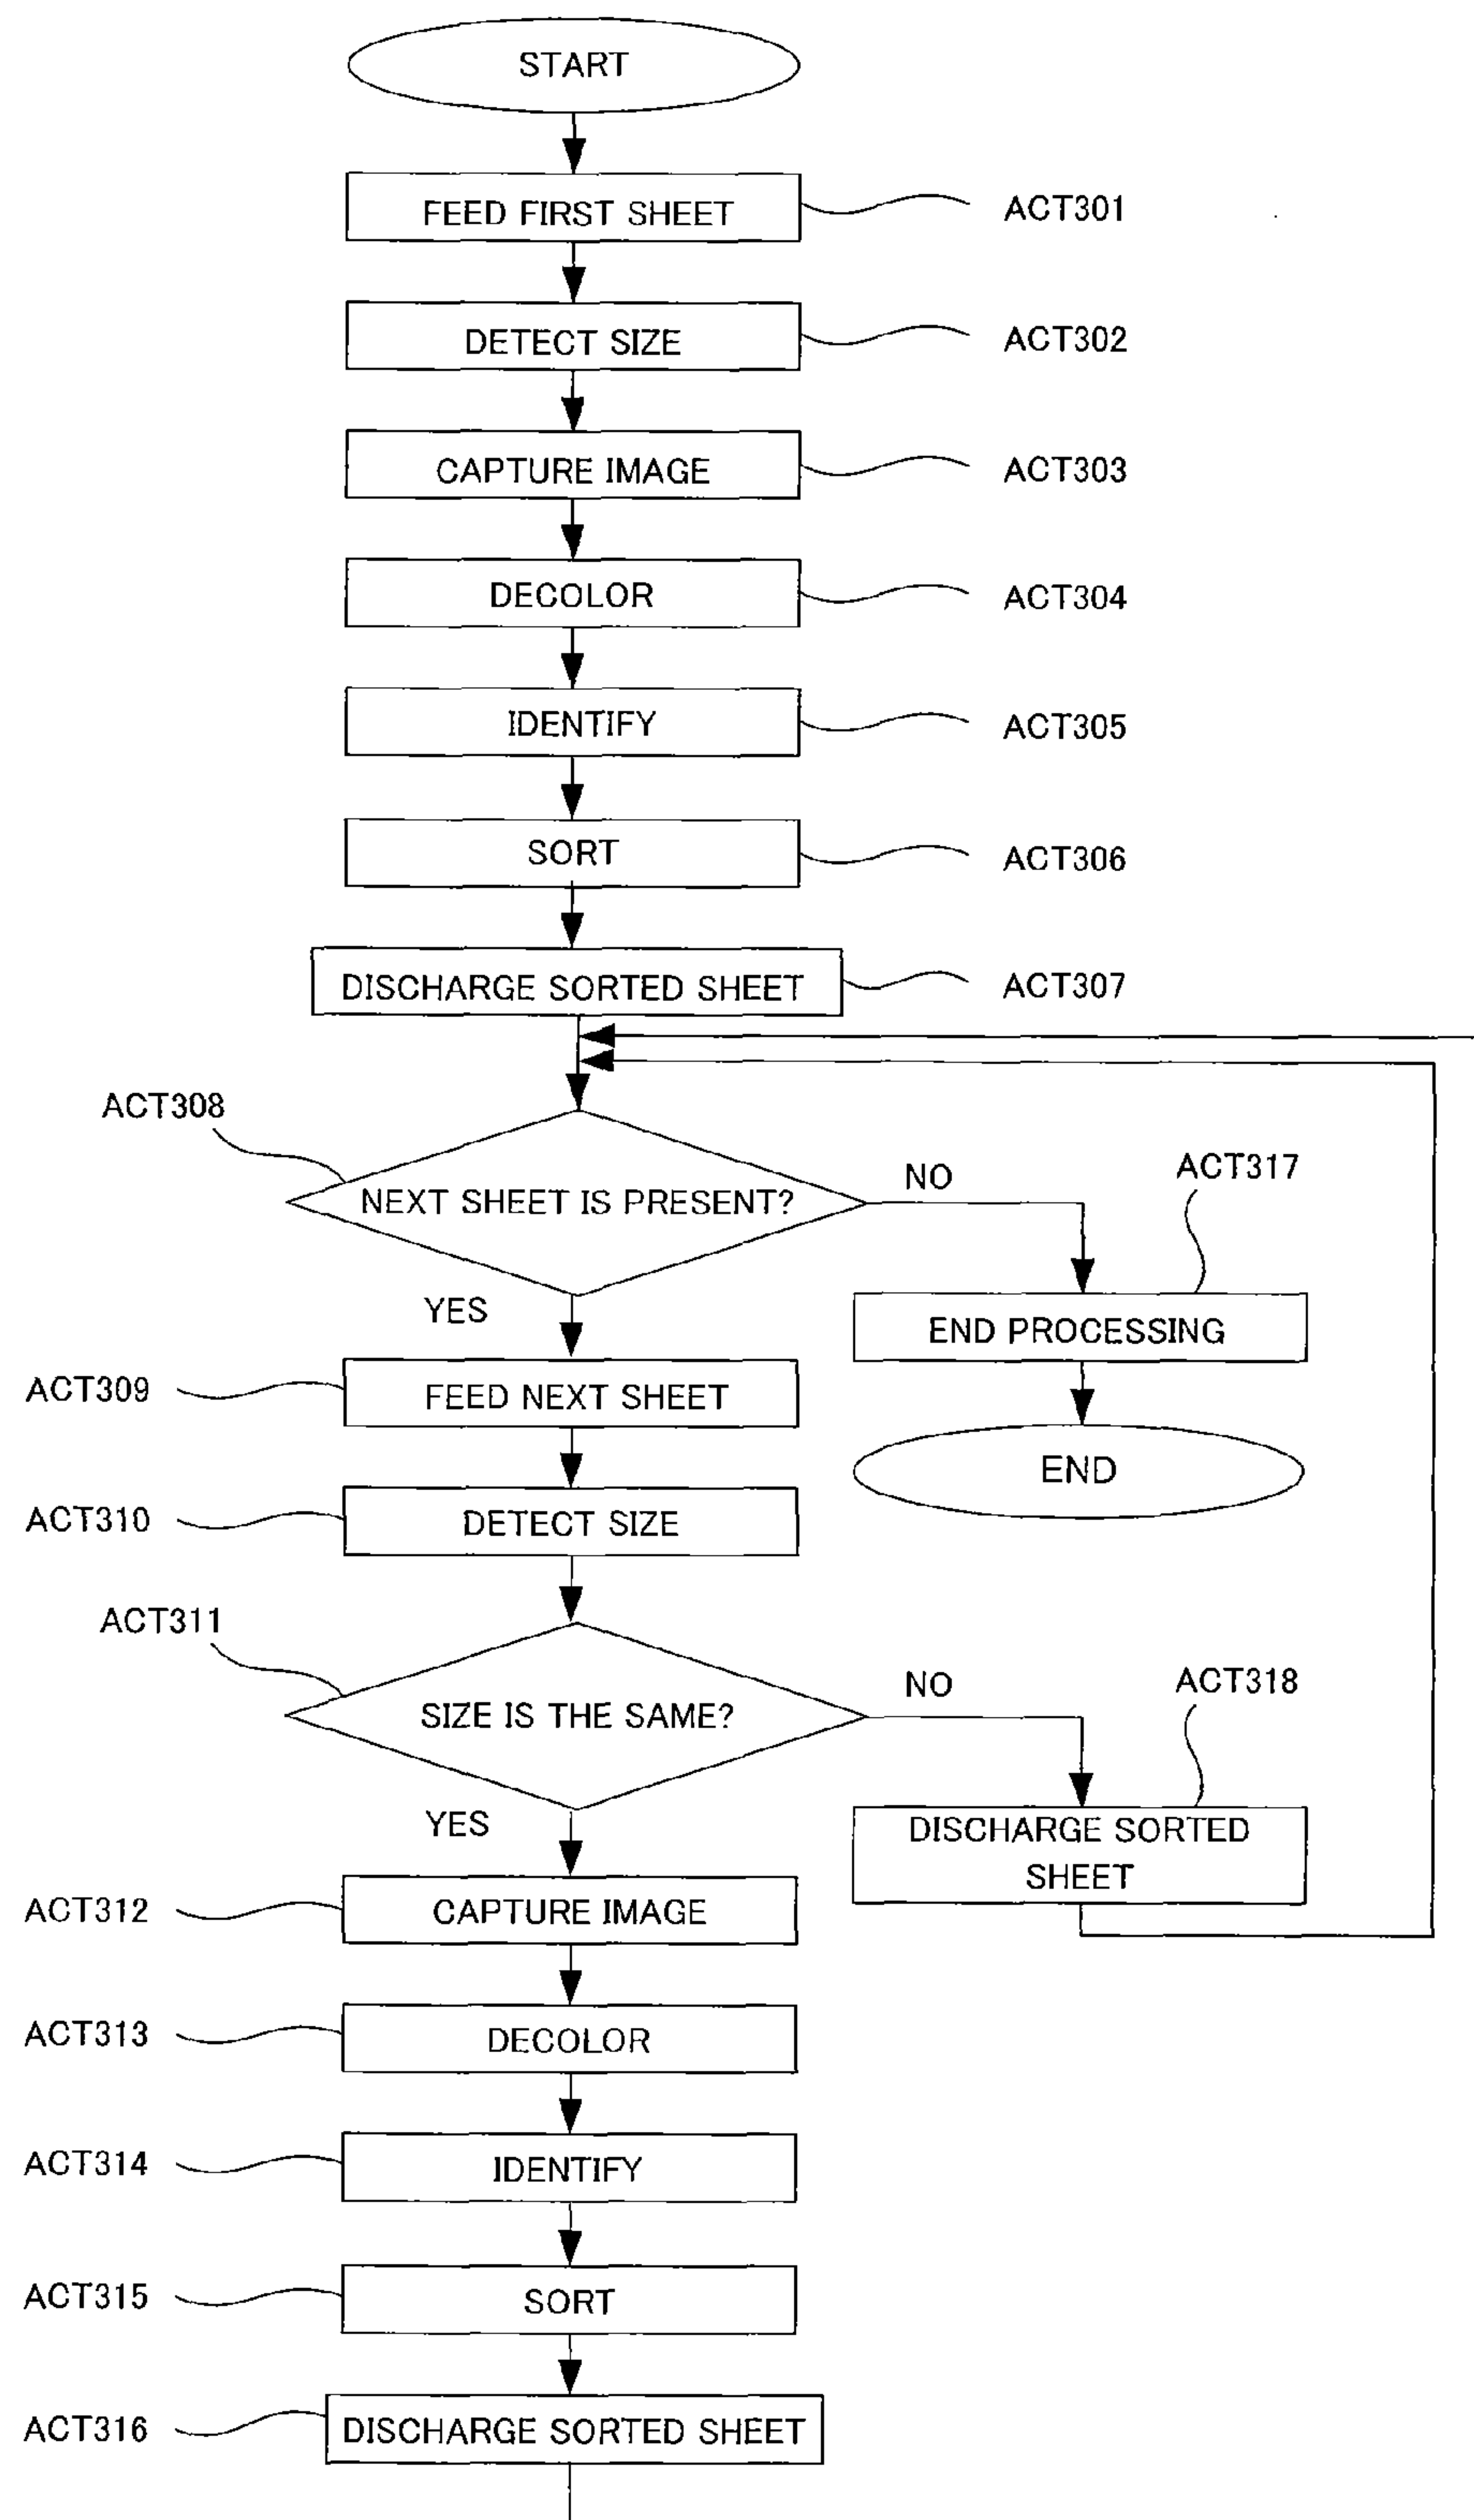 START
FEED FIRST SHEET
ACT301
DETECT SIZE
ACT302
CAPTURE IMAGE
ACT303
DECOLOR
ACT304
IDENTIFY
ACT305
SORT
ACT306
DISCHARGE SORTED SHEET
ACT307
ACT308
NEXT SHEET IS PRESENT?
NO
ACT317
YES
END PROCESSING
ACT309
FEED NEXT SHEET
END
ACT310
DETECT SIZE
ACT311
SIZE IS THE SAME?
NO
ACT318
YES
DISCHARGE SORTED
SHEET
ACT312
CAPTURE IMAGE
ACT313
DECOLOR
ACT314
IDENTIFY
ACT315
SORT
ACT316
DISCHARGE SORTED SHEET